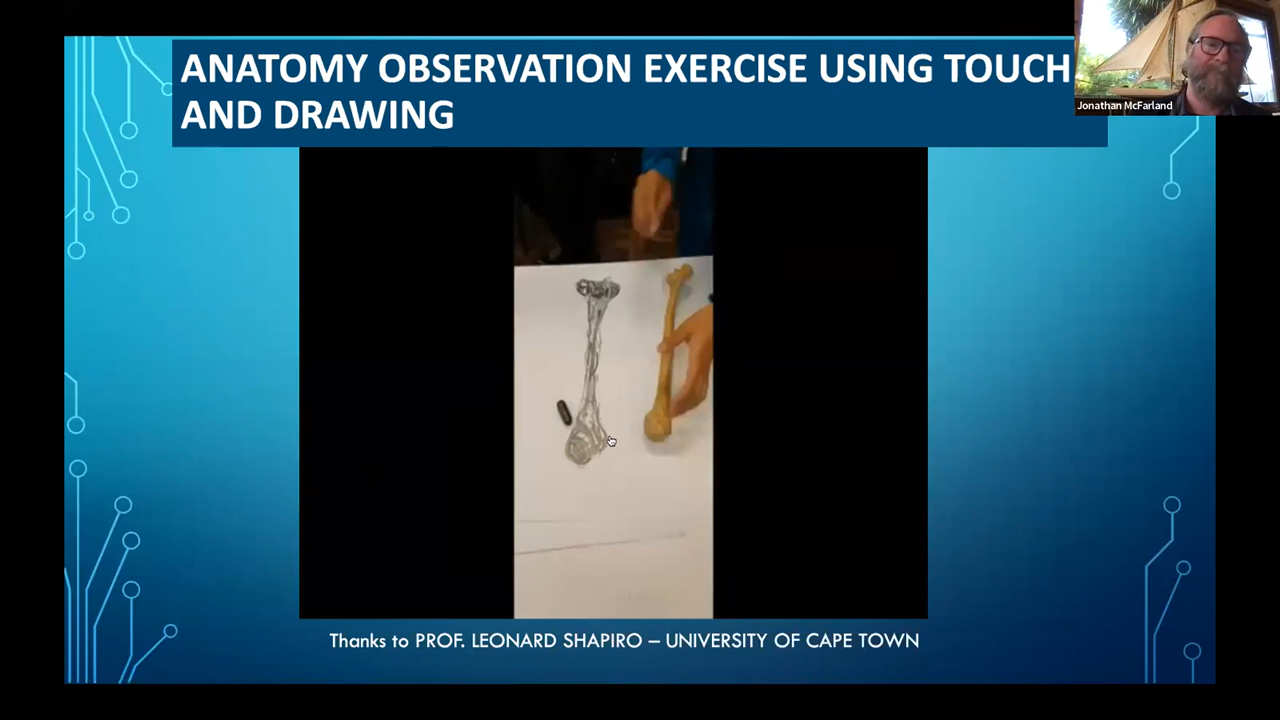 ANATOMY OBSERVATION EXERCISE USING TOUCH
AND DRAWING
Jonathan McFarland
Thanks to PROF. LEONARD SHAPIRO – UNIVERSITY OF CAPE TOWN